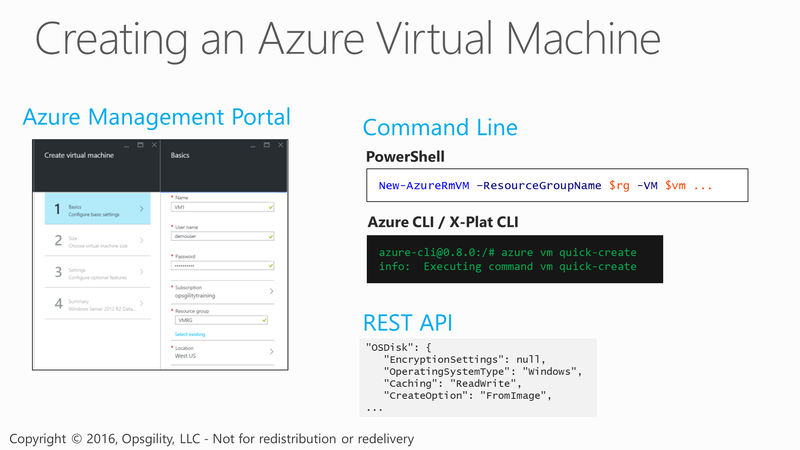 Creating an Azure Virtual Machine
Azure Management Portal
Create virtual machine
Basics
1
Basics
Configure basic settings
2
Size
Choose virtual machine size
3
Settings
Configure optional features
4
Summary
Windows Server 2012 R2 Data...
* Name
VM1
* User name
demouser
* Password
**********
* Subscription
opsgilitytraining
* Resource group
VMRG
Select existing
* Location
West US
Command Line
PowerShell
New-AzureRmVM –ResourceGroupName $rg -VM $vm ...
Azure CLI / X-Plat CLI
azure-cli@0.8.0:/# azure vm quick-create
info:  Executing command vm quick-create
REST API
"OSDisk": {
"EncryptionSettings": null,
"OperatingSystemType": "Windows",
"Caching": "ReadWrite",
"CreateOption": "FromImage",
...
Copyright © 2016, Opsgility, LLC - Not for redistribution or redelivery